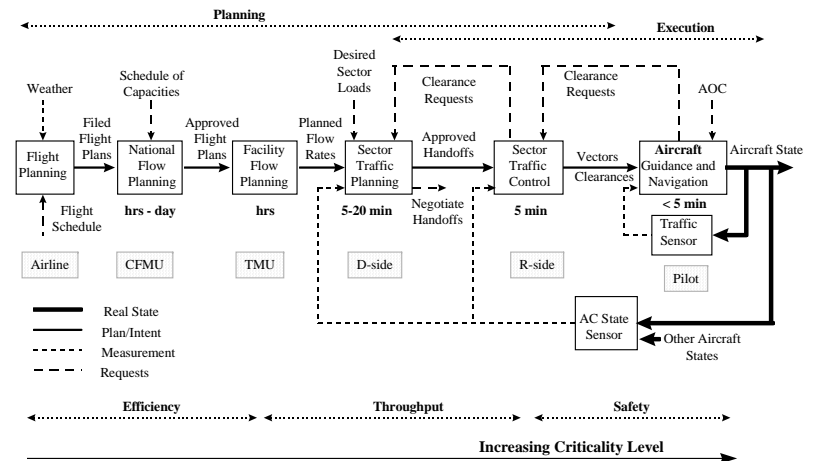 Planning
Execution
Weather
Schedule of
Capacities
Desired
Sector
Loads
Clearance
Requests
Clearance
Requests
AOC
Filed
Flight
Plans
Approved
Flight
Plans
Planned
Flow
Rates
Approved
Handoffs
Vectors
Clearances
Aircraft State
Flight
Planning
National
Flow
Planning
Facility
Flow
Planning
Sector
Traffic
Planning
Sector
Traffic
Control
Aircraft
Guidance and
Navigation
Flight
Schedule
hrs - day
hrs
5-20 min
Negotiate
Handoffs
5 min
< 5 min
Traffic
Sensor
Airline
CFMU
TMU
D-side
R-side
Pilot
Real State
Plan/Intent
Measurement
Requests
AC State
Sensor
Other Aircraft
States
Efficiency
Throughput
Safety
Increasing Criticality Level